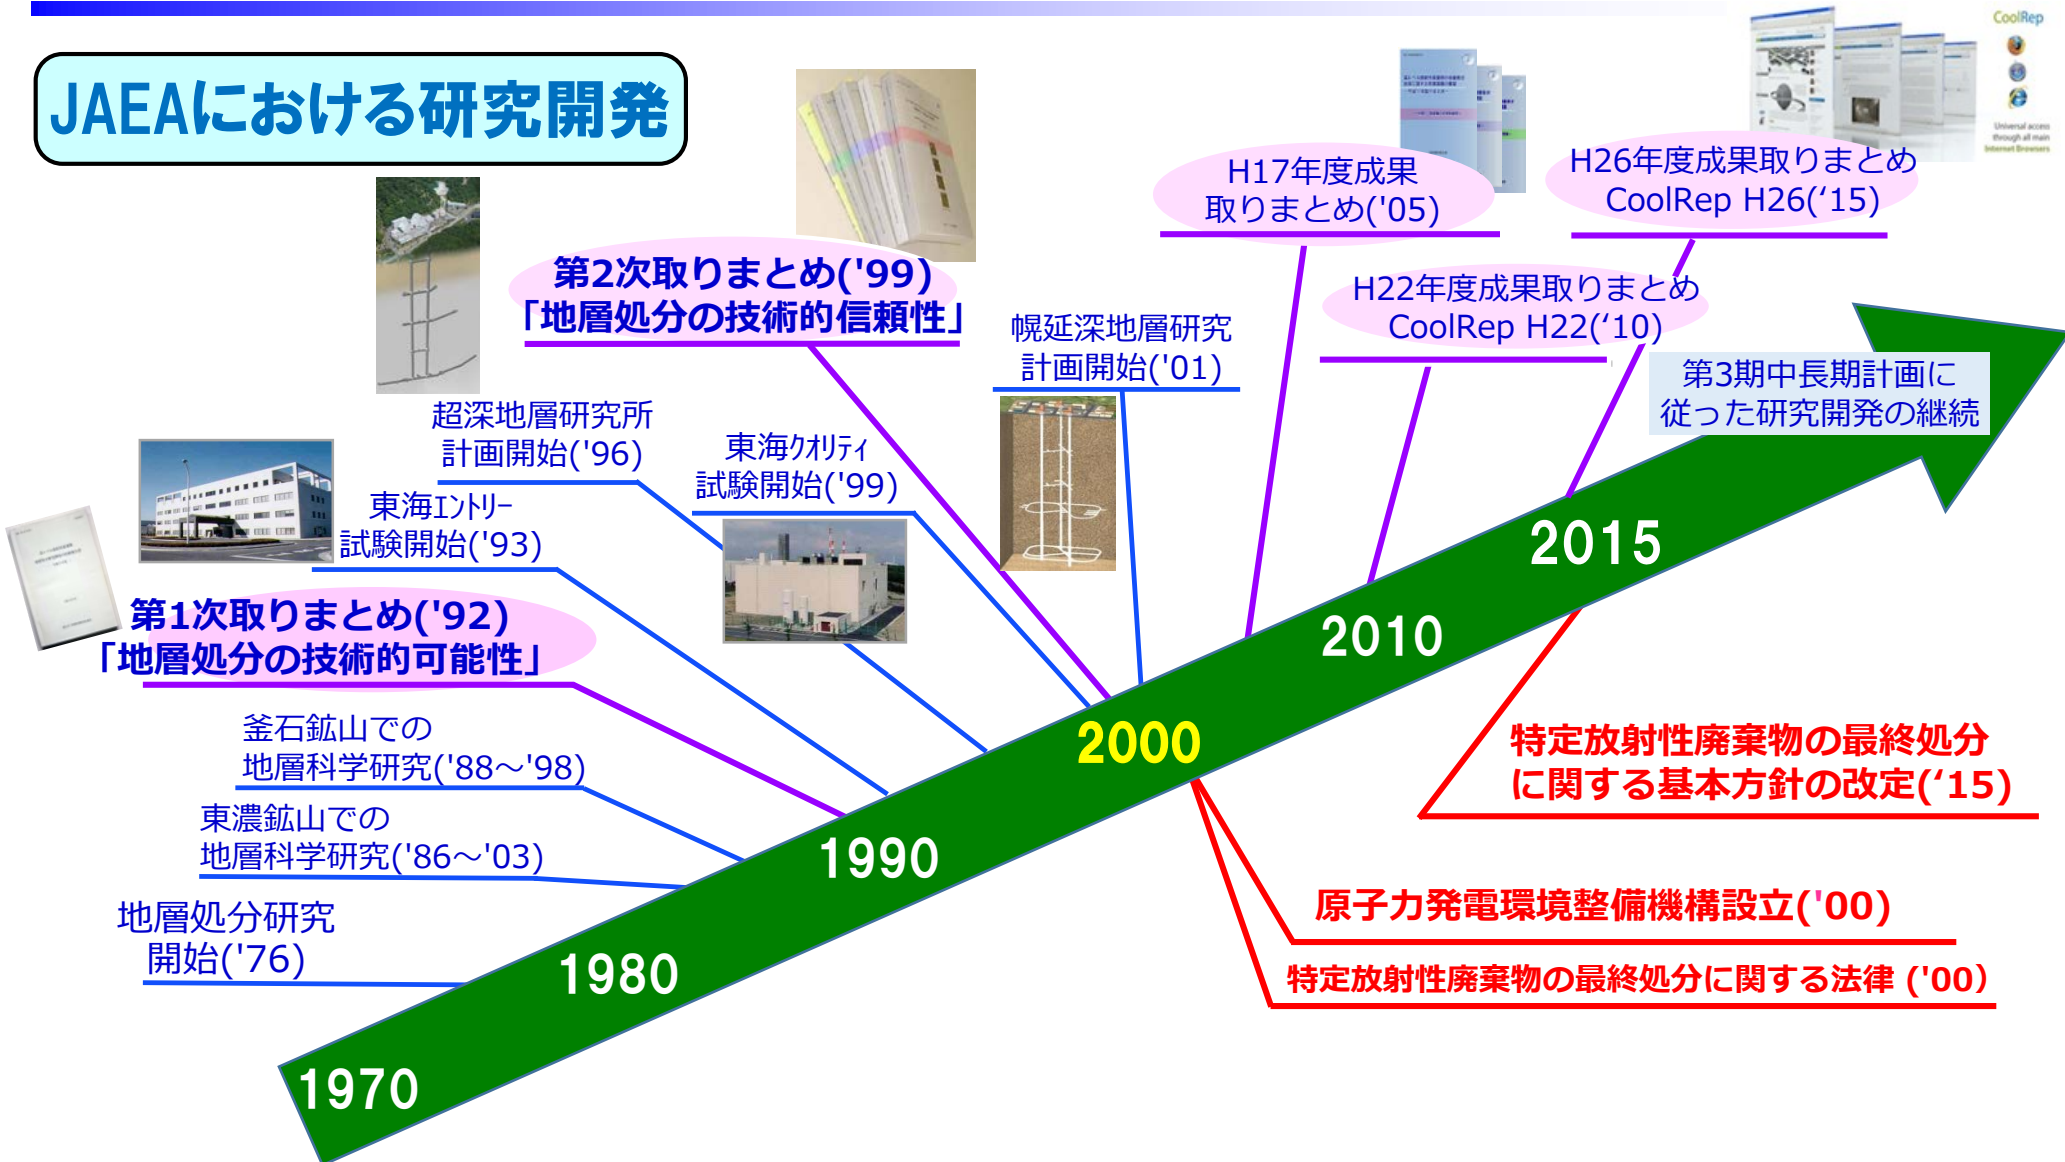 CoolRep
Universal access
through all main
Internet Browsers
JAEAにおける研究開発
H17年度成果
取りまとめ('05)
H26年度成果取りまとめ
CoolRep H26(‘15)
第2次取りまとめ('99)
「地層処分の技術的信頼性」
H22年度成果取りまとめ
CoolRep H22(‘10)
幌延深地層研究
計画開始('01)
第3期中長期計画に
従った研究開発の継続
超深地層研究所
計画開始('96)
東海ｸｵﾘﾃｨ
試験開始('99)
東海ｴﾝﾄﾘｰ
試験開始('93)
第1次取りまとめ('92)
「地層処分の技術的可能性」
釜石鉱山での
地層科学研究('88～'98)
東濃鉱山での
地層科学研究('86～'03)
地層処分研究
開始('76)
2015
2010
2000
1990
1980
1970
特定放射性廃棄物の最終処分
に関する基本方針の改定(‘15)
原子力発電環境整備機構設立('00)
特定放射性廃棄物の最終処分に関する法律 ('00）